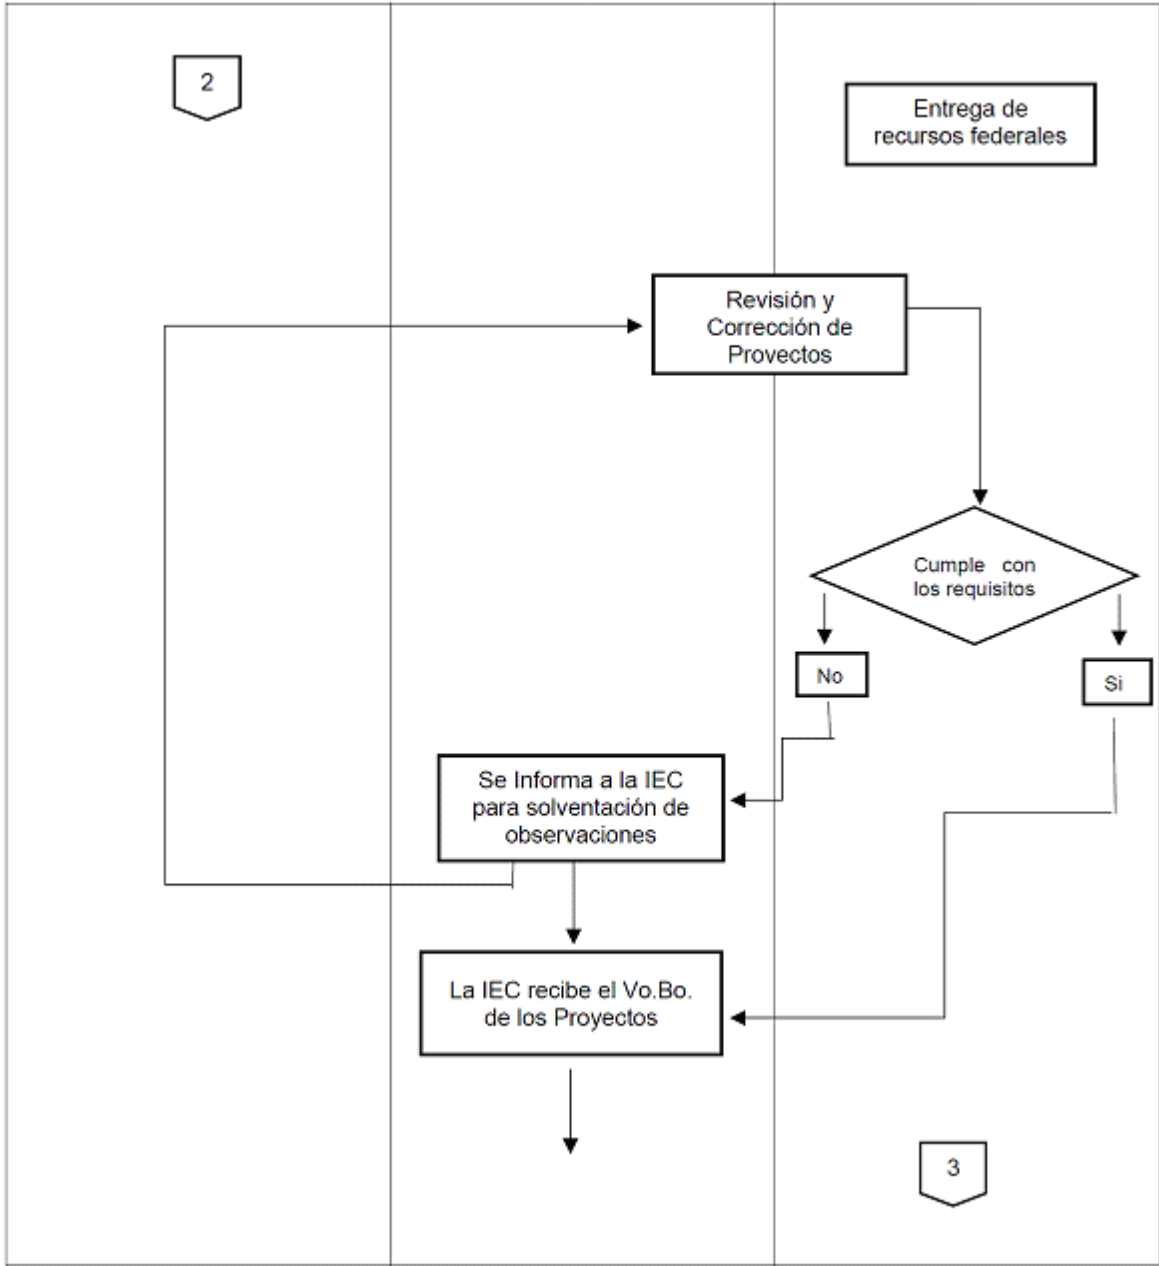 2
Entrega de
recursos federales
Revisión y
Corrección de
Provectos
Cumple con
los requisitos
No
Si
Se Informa a la IEC
para solventación de
observaciones
La IEC recibe el Vo.Bo.
de los Proyectos
3